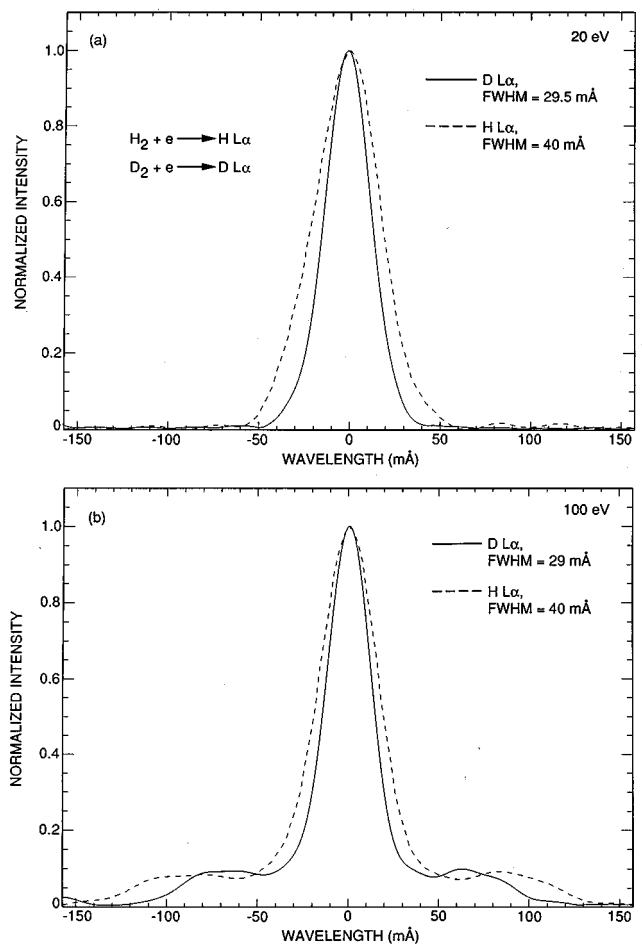 (a)
20 eV
D Lα,
FWHM = 29.5 mÅ
H Lα,
FWHM = 40 mÅ
H2 + e → H Lα
D2 + e → D Lα
NORMALIZED INTENSITY
1.0
0.8
0.6
0.4
0.2
0
-150 -100 -50 0 50 100 150
WAVELENGTH (mÅ)
(b)
100 eV
D Lα,
FWHM = 29 mÅ
H Lα,
FWHM = 40 mÅ
NORMALIZED INTENSITY
1.0
0.8
0.6
0.4
0.2
0
-150 -100 -50 0 50 100 150
WAVELENGTH (mÅ)